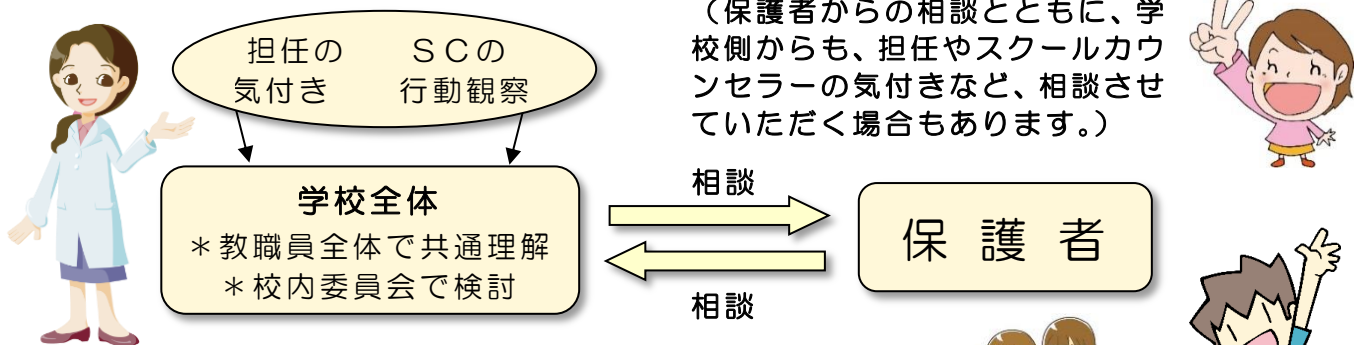 （保護者からの相談とともに、学
校側からも、担任やスクールカウ
ンセラーの気付きなど、相談させ
ていただく場合もあります。）
担任の　ＳＣの
気付き　行動観察
学校全体
＊教職員全体で共通理解
＊校内委員会で検討
相談
相談
保護者